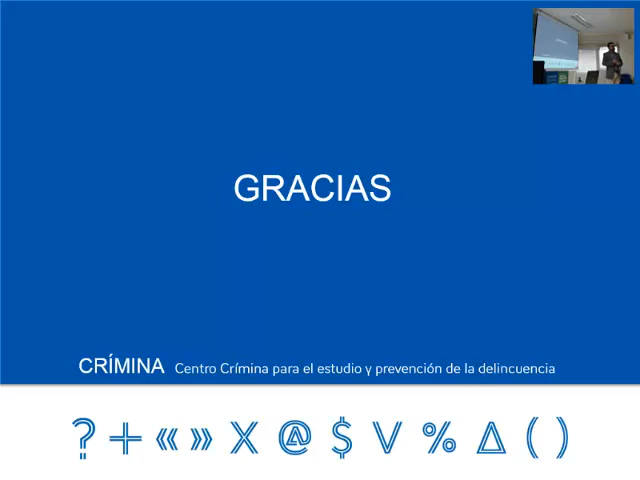 GRACIAS
CRÍMINA Centro Crímina para el estudio y prevención de la delincuencia
? + « » X @ $ V % Δ ( )